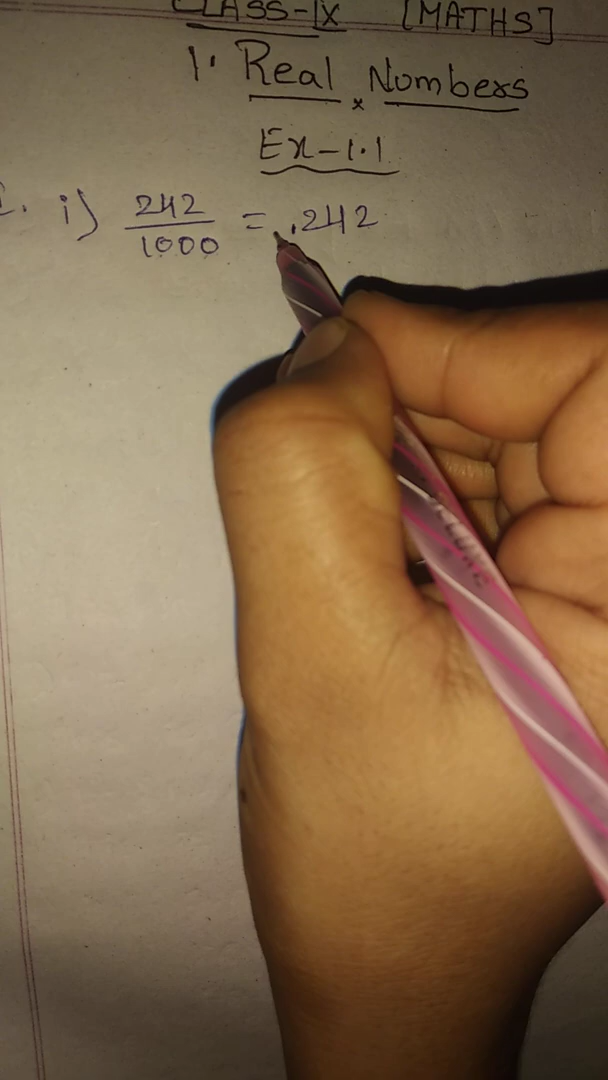 CLASS-IX [MATHS]
1. Real Numbers
Ex-1.1
i) 242/1000 = .242